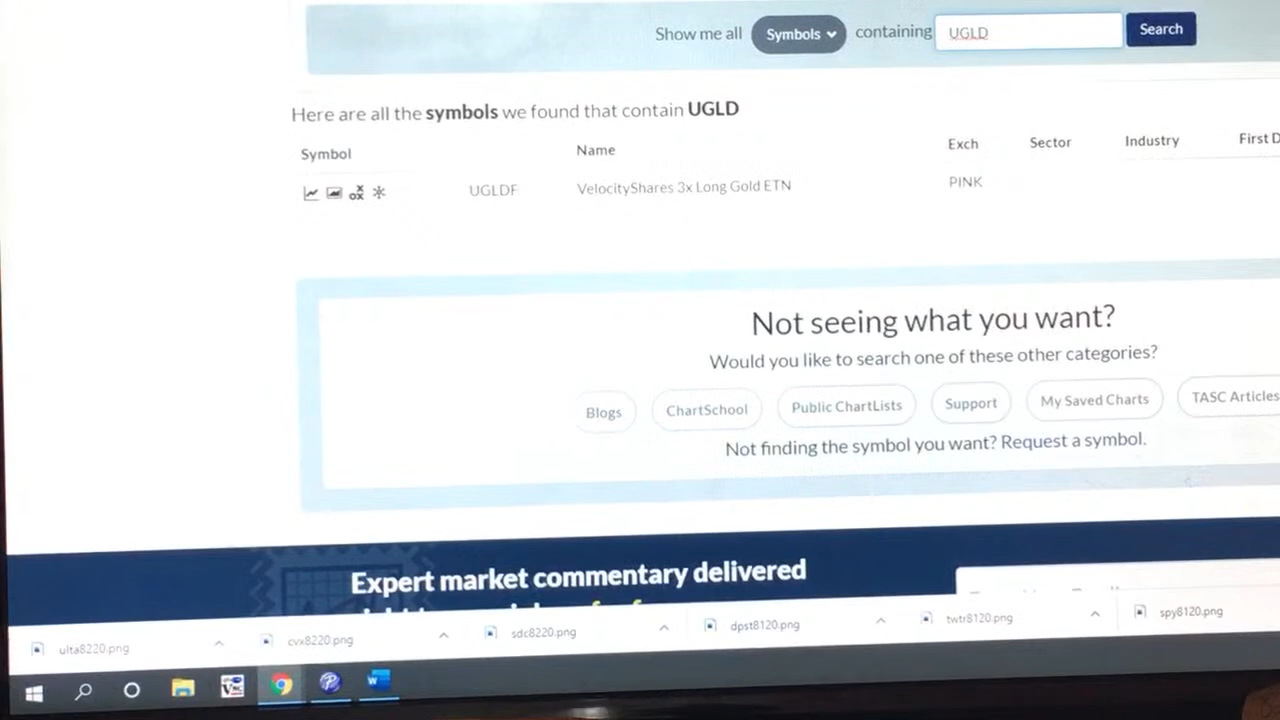 Show me all Symbols containing UGLD Search
Here are all the symbols we found that contain UGLD
Symbol Name Exch Sector Industry First D
UGLDF VelocityShares 3x Long Gold ETN PINK
Not seeing what you want?
Would you like to search one of these other categories?
Blogs ChartSchool Public ChartLists Support My Saved Charts TASC Articles
Not finding the symbol you want? Request a symbol.
Expert market commentary delivered
ulta8220.png cvx8220.png sdc8220.png dpst8120.png twtr8120.png spy8120.png